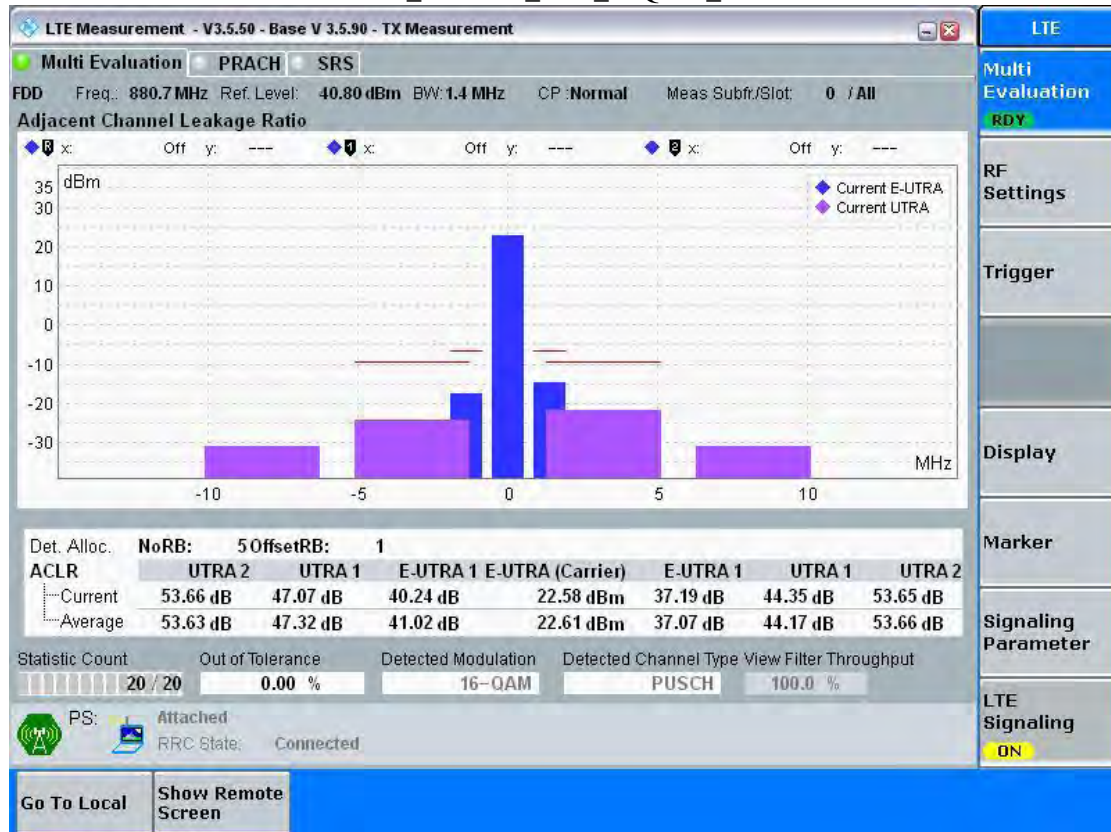 LTE Measurement - V3.5.50 - Base V 3.5.90 - TX Measurement
LTE
Multi Evaluation PRACH SRS
Multi
Evaluation
RDY
FDD Freq.: 880.7 MHz Ref. Level: 40.80 dBm BW: 1.4 MHz CP :Normal Meas Subfr./Slot: 0 / All
Adjacent Channel Leakage Ratio
R x: Off y: --- 1 x: Off y: --- 2 x: Off y: ---
35 dBm
30
20
10
0
-10
-20
-30
Current E-UTRA
Current UTRA
MHz
-10 -5 0 5 10
RF
Settings
Trigger
Display
Marker
Signaling
Parameter
LTE
Signaling
ON
Det. Alloc. NoRB: 5 OffsetRB: 1
ACLR UTRA 2 UTRA 1 E-UTRA 1 E-UTRA (Carrier) E-UTRA 1 UTRA 1 UTRA 2
Current 53.66 dB 47.07 dB 40.24 dB 22.58 dBm 37.19 dB 44.35 dB 53.65 dB
Average 53.63 dB 47.32 dB 41.02 dB 22.61 dBm 37.07 dB 44.17 dB 53.66 dB
Statistic Count Out of Tolerance Detected Modulation Detected Channel Type View Filter Throughput
20 / 20 0.00 % 16-QAM PUSCH 100.0 %
PS: Attached
RRC State: Connected
Go To Local
Show Remote
Screen